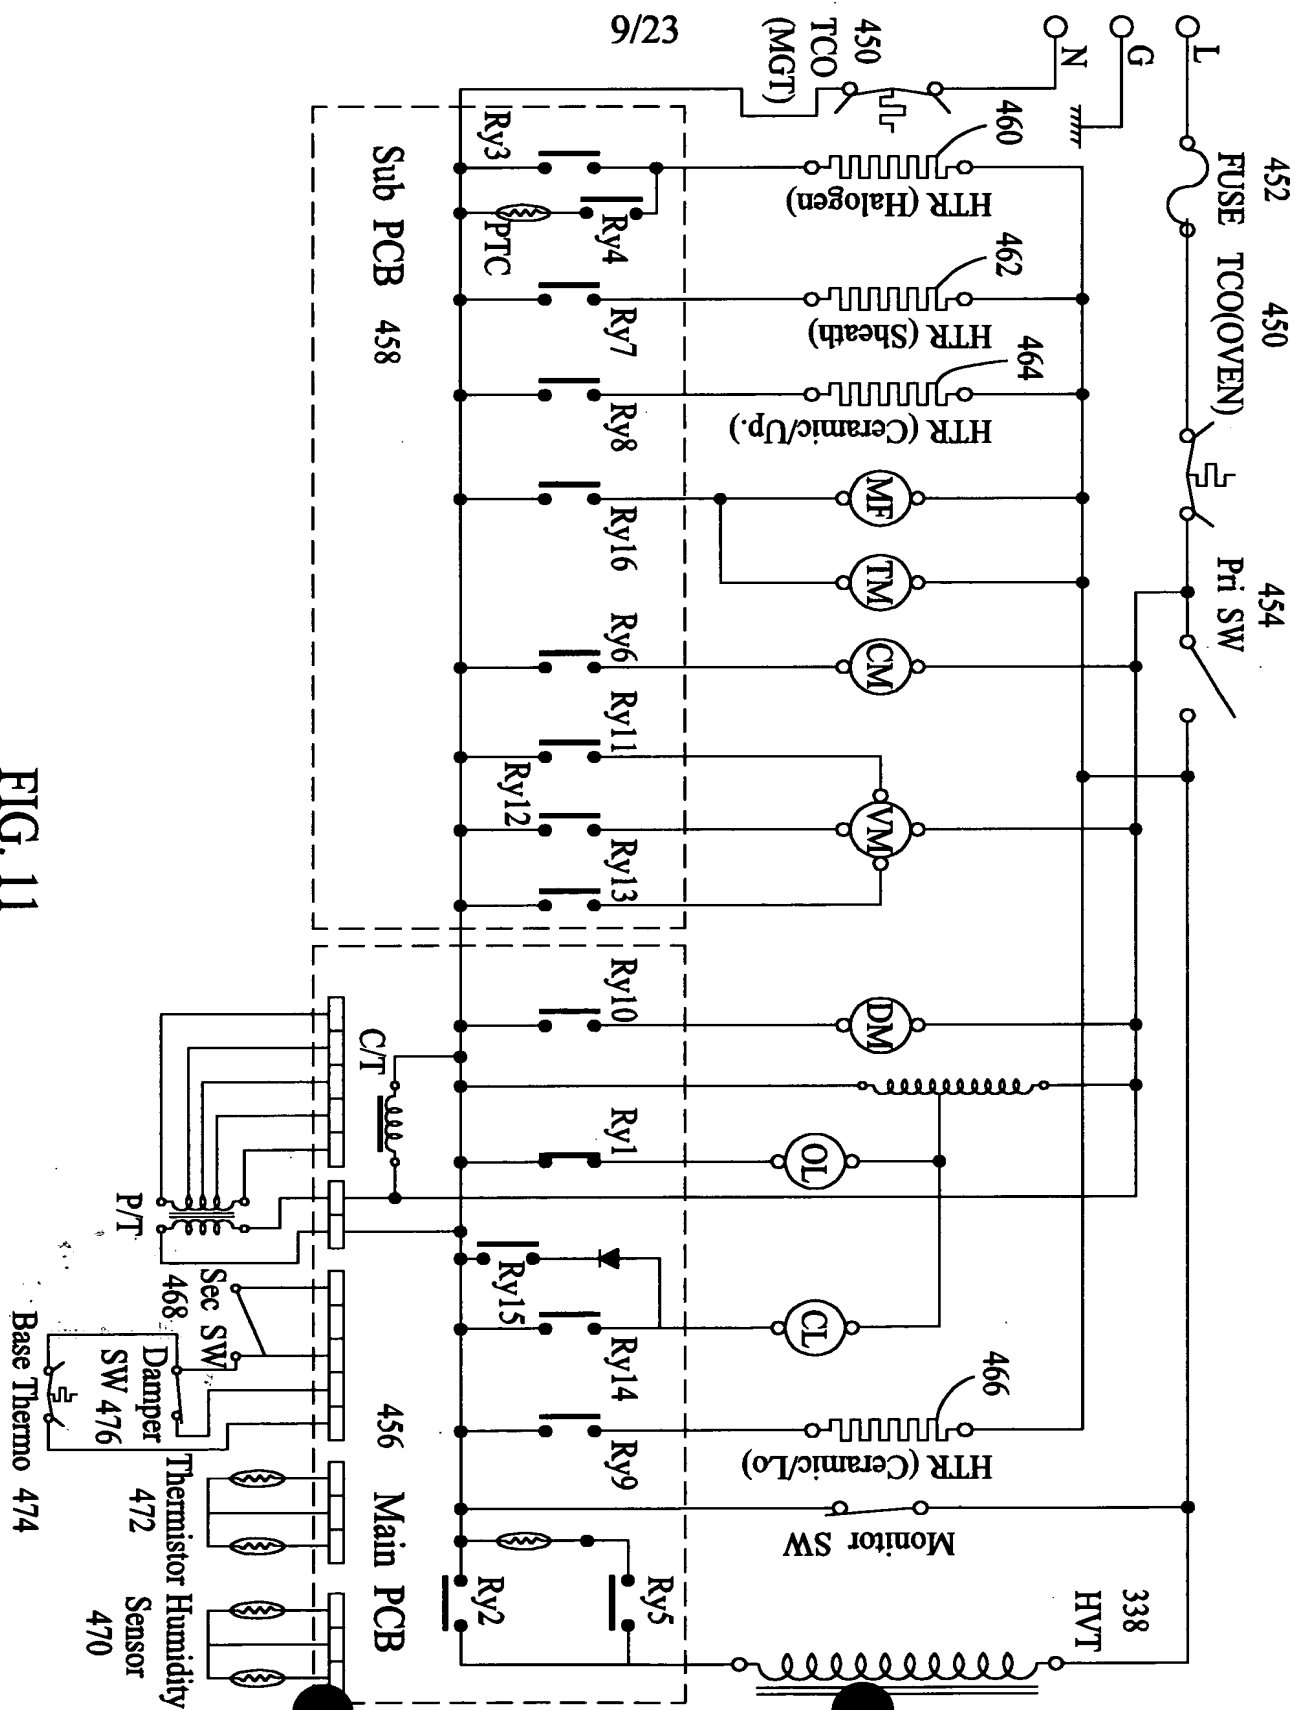 9/23
L
G
N
452
FUSE
450
TCO(OVEN)
454
Pri SW
450
TCO
(MGT)
460
HTR (Halogen)
462
HTR (Sheath)
464
HTR (Ceramic/Up.)
MF
TM
CM
VM
DM
OL
CL
466
HTR (Ceramic/Lo)
Monitor SW
338
HVT
Ry3
Ry4
PTC
Ry7
Ry8
Ry16
Ry6
Ry11
Ry12
Ry13
Sub PCB 458
Ry10
Ry1
Ry15
Ry14
Ry9
Ry5
Ry2
C/T
456 Main PCB
P/T
Sec SW
468
Damper
SW 476
Base Thermo 474
Thermistor
472
Humidity
Sensor
470
FIG. 11